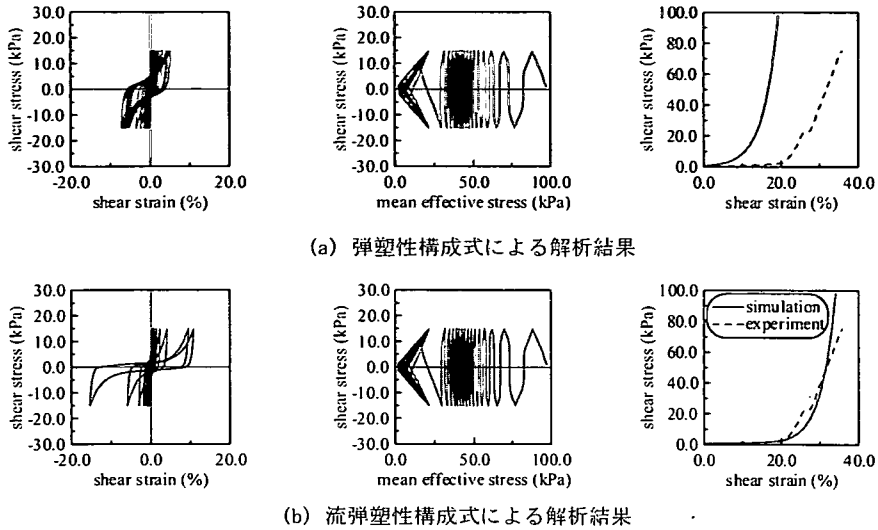 30.0
20.0
10.0
0.0
-10.0
-20.0
-30.0
shear stress (kPa)
-20.0 0.0 20.0
shear strain (%)
30.0
20.0
10.0
0.0
-10.0
-20.0
-30.0
shear stress (kPa)
0.0 50.0 100.0
mean effective stress (kPa)
100.0
80.0
60.0
40.0
20.0
0.0
shear stress (kPa)
0.0 20.0 40.0
shear strain (%)
(a) 弾塑性構成式による解析結果
30.0
20.0
10.0
0.0
-10.0
-20.0
-30.0
shear stress (kPa)
-20.0 0.0 20.0
shear strain (%)
30.0
20.0
10.0
0.0
-10.0
-20.0
-30.0
shear stress (kPa)
0.0 50.0 100.0
mean effective stress (kPa)
100.0
80.0
60.0
40.0
20.0
0.0
shear stress (kPa)
simulation
experiment
0.0 20.0 40.0
shear strain (%)
(b) 流弾塑性構成式による解析結果